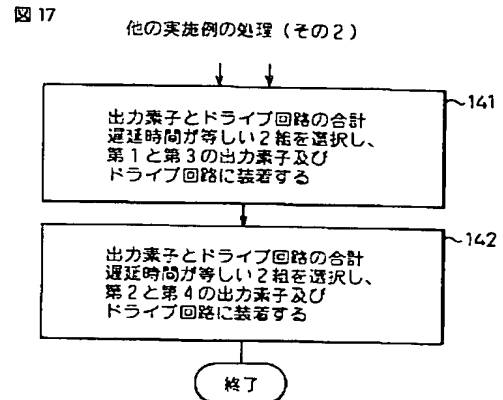 図17
他の実施例の処理(その2)
141
出力素子とドライブ回路の合計
遅延時間が等しい2組を選択し、
第1と第3の出力素子及び
ドライブ回路に装着する
142
出力素子とドライブ回路の合計
遅延時間が等しい2組を選択し、
第2と第4の出力素子及び
ドライブ回路に装着する
終了